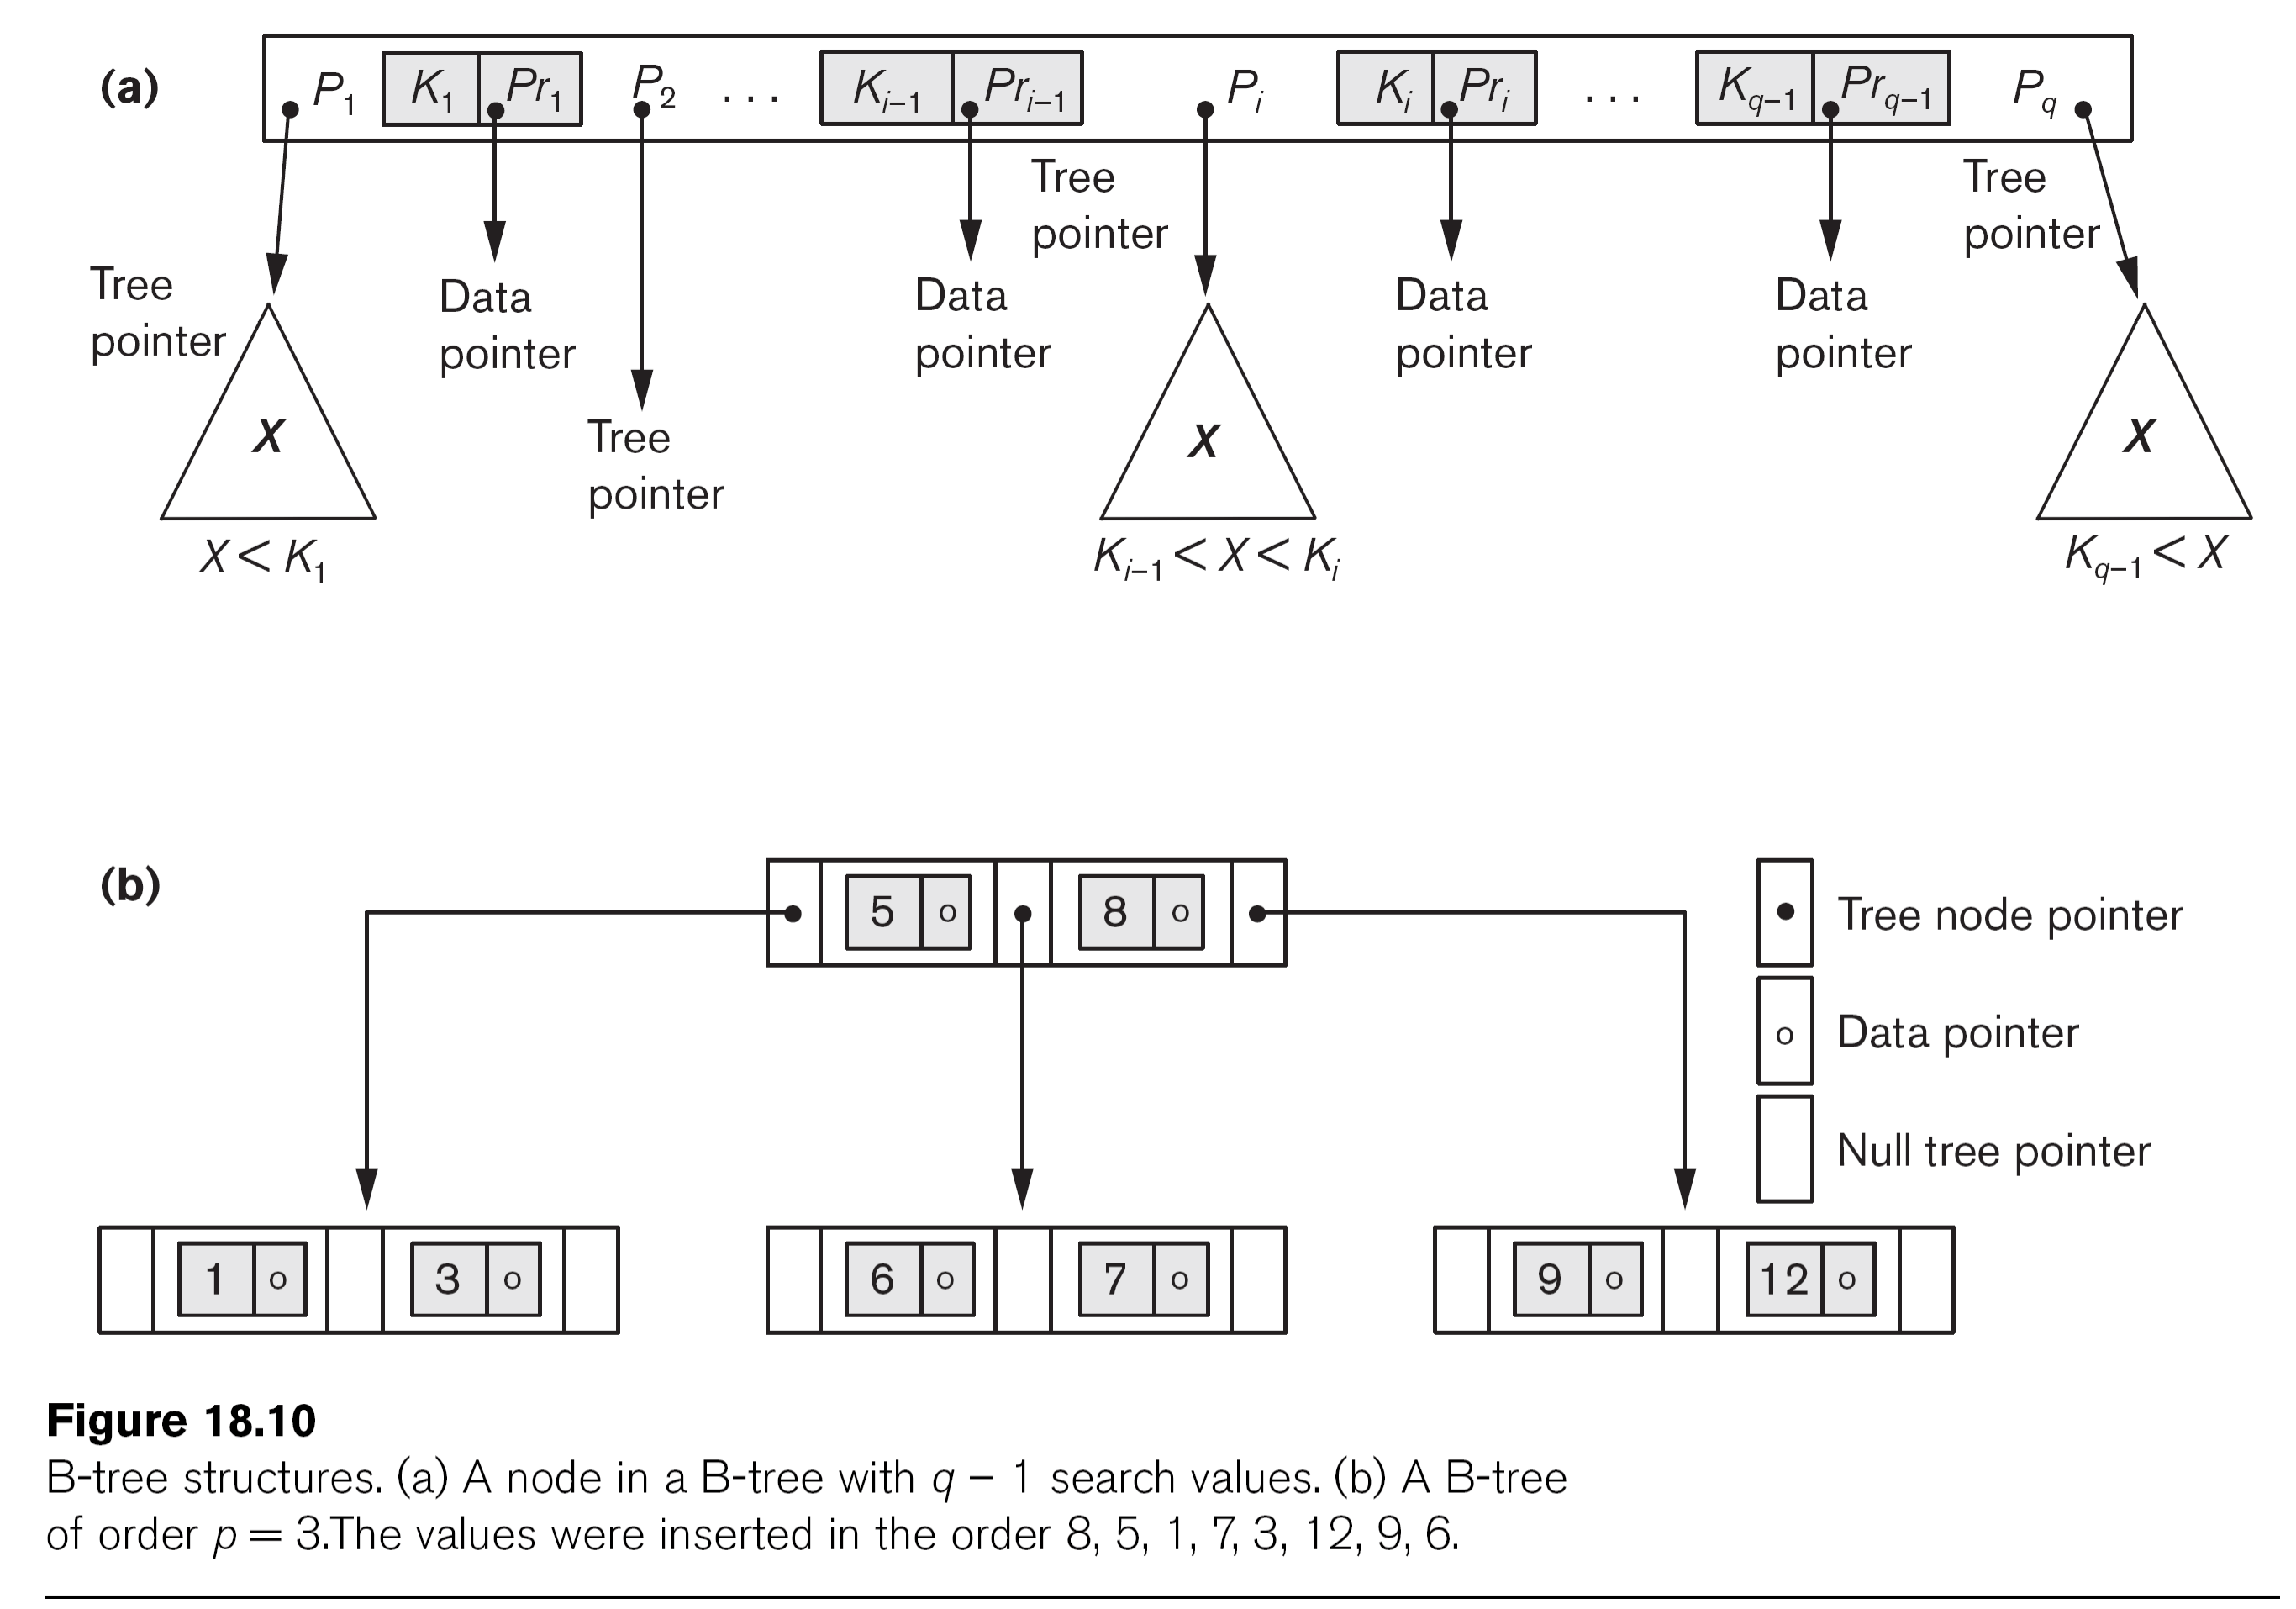 (a) P1 K1 Pr1 P2 . . . Ki–1 Pri–1 Pi Ki Pri . . . Kq–1 Prq–1 Pq
Tree
pointer
Data
pointer
Tree
pointer
Data
pointer
Tree
pointer
Data
pointer
Data
pointer
Tree
pointer
X
X
X
X < K1
Ki–1 < X < Ki
Kq–1 < X
(b)
5 o 8 o
Tree node pointer
o Data pointer
Null tree pointer
1 o 3 o
6 o 7 o
9 o 12 o
Figure 18.10
B-tree structures. (a) A node in a B-tree with q – 1 search values. (b) A B-tree
of order p = 3.The values were inserted in the order 8, 5, 1, 7, 3, 12, 9, 6.